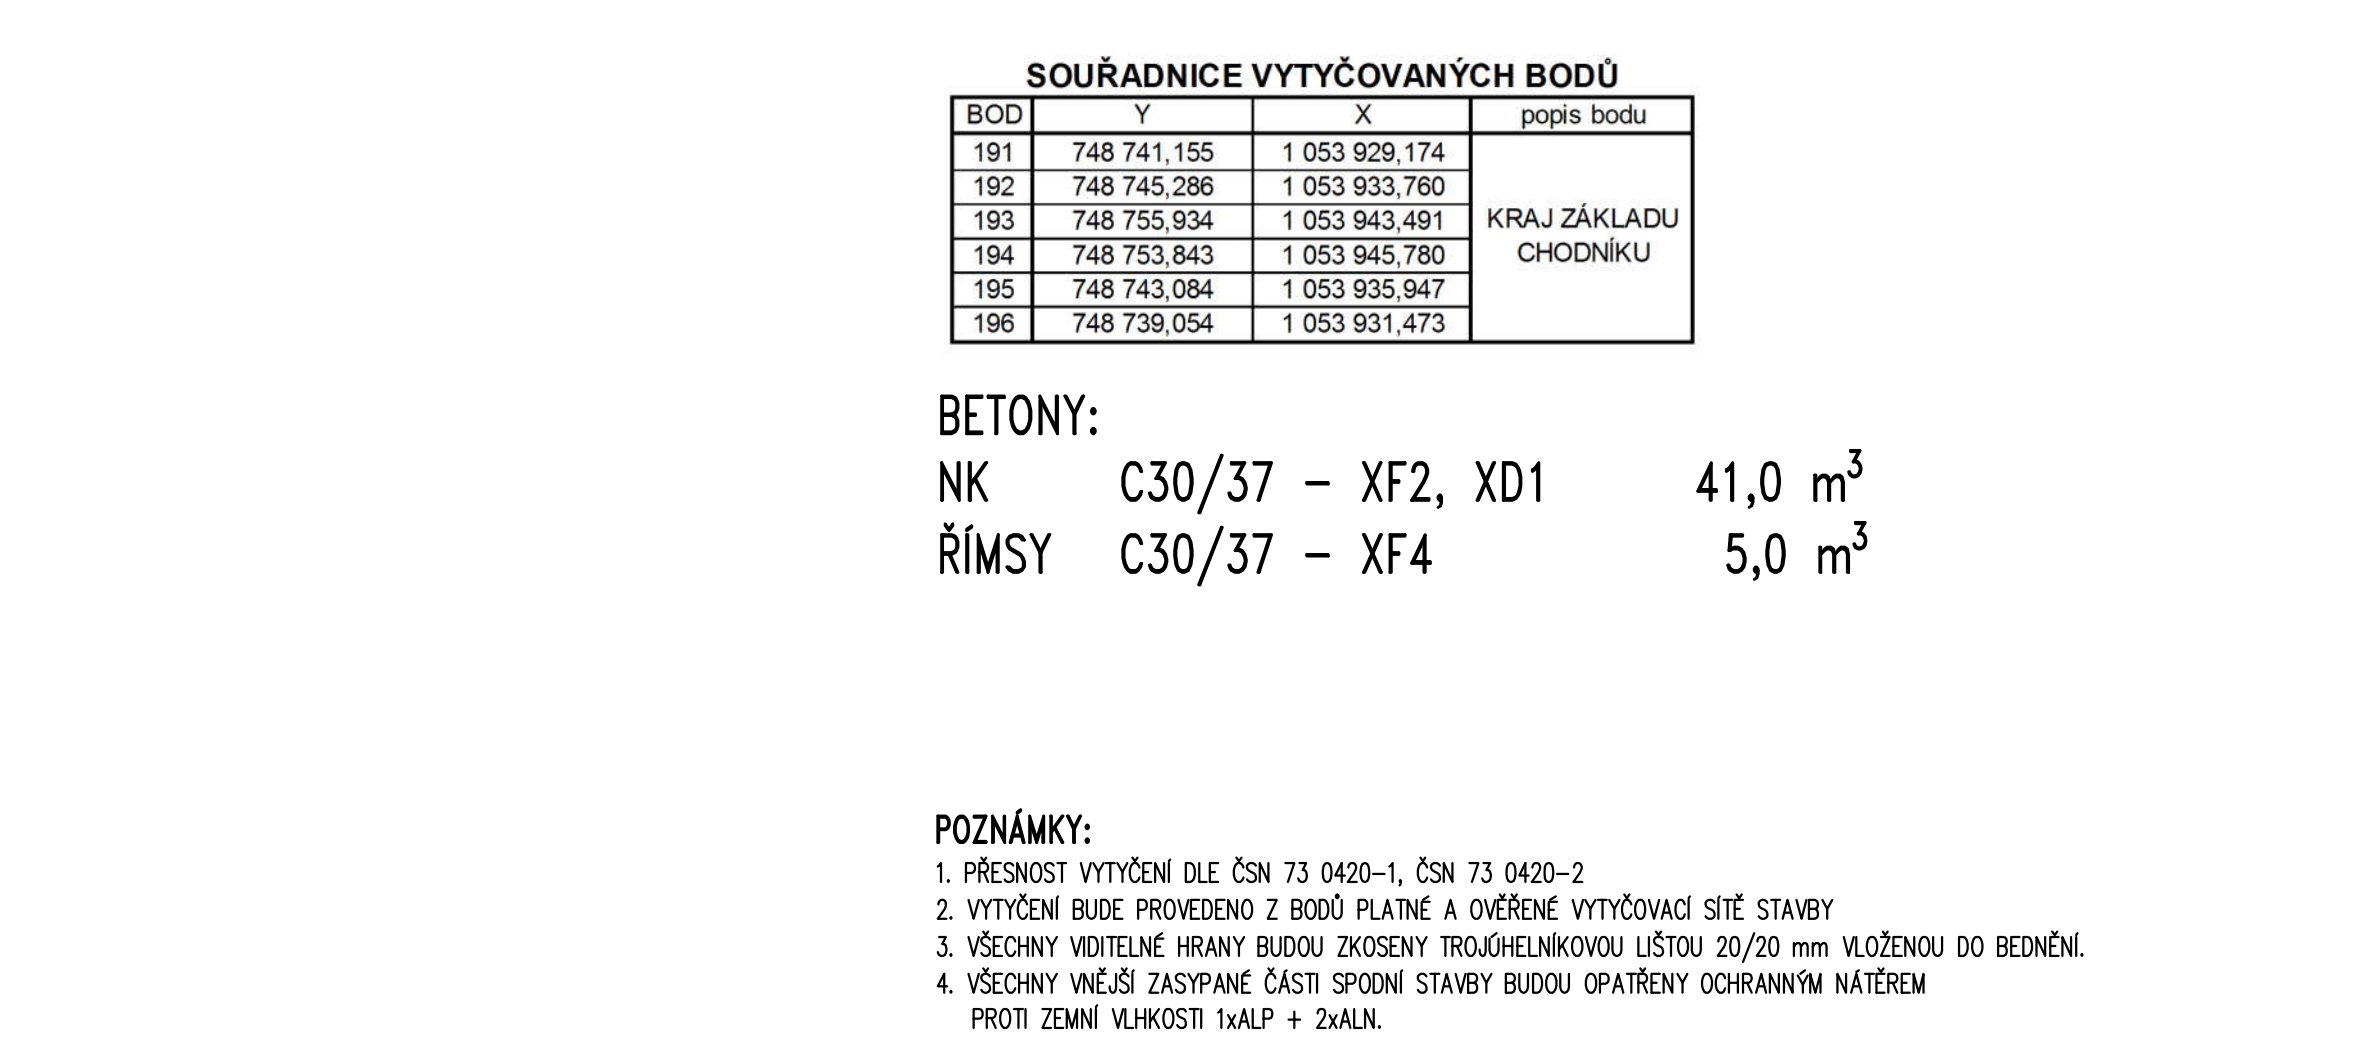 SOUŘADNICE VYTYČOVANÝCH BODŮ
BOD Y X popis bodu
191 748 741,155 1 053 929,174
192 748 745,286 1 053 933,760
193 748 755,934 1 053 943,491 KRAJ ZÁKLADU
194 748 753,843 1 053 945,780 CHODNÍKU
195 748 743,084 1 053 935,947
196 748 739,054 1 053 931,473
BETONY:
NK C30/37 – XF2, XD1 41,0 m³
ŘÍMSY C30/37 – XF4 5,0 m³
POZNÁMKY:
1. PŘESNOST VYTYČENÍ DLE ČSN 73 0420–1, ČSN 73 0420–2
2. VYTYČENÍ BUDE PROVEDENO Z BODŮ PLATNÉ A OVĚŘENÉ VYTYČOVACÍ SÍTĚ STAVBY
3. VŠECHNY VIDITELNÉ HRANY BUDOU ZKOSENY TROJÚHELNÍKOVOU LIŠTOU 20/20 mm VLOŽENOU DO BEDNĚNÍ.
4. VŠECHNY VNĚJŠÍ ZASYPANÉ ČÁSTI SPODNÍ STAVBY BUDOU OPATŘENY OCHRANNÝM NÁTĚREM
PROTI ZEMNÍ VLHKOSTI 1xALP + 2xALN.